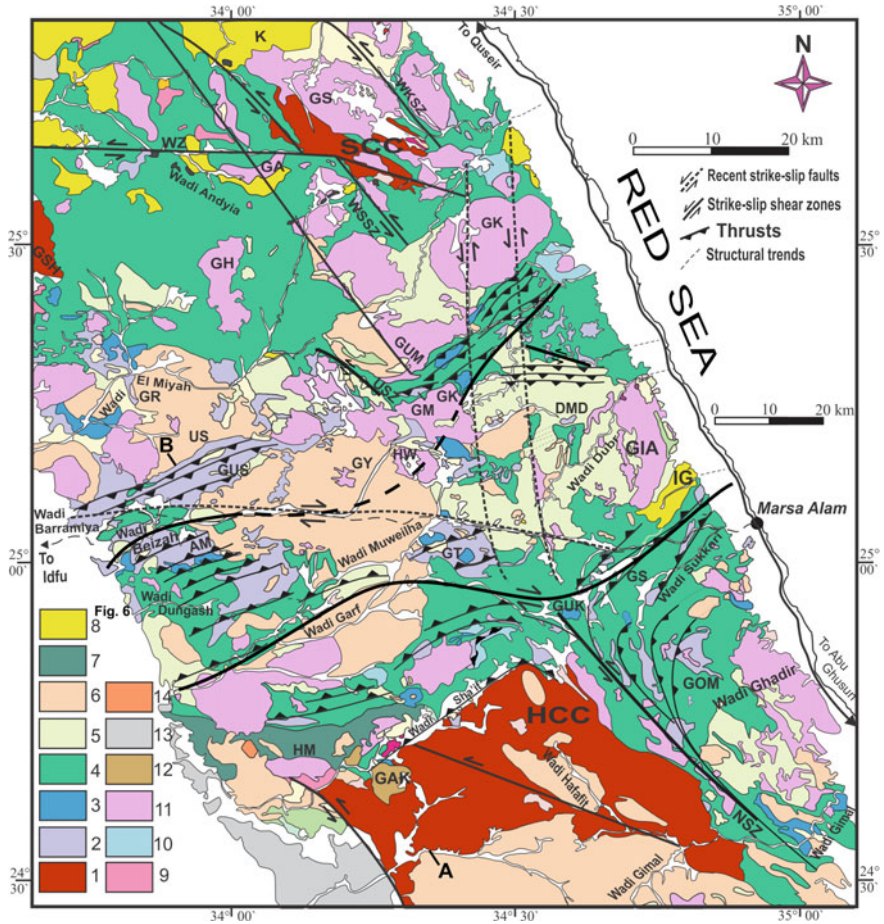 34° 00'
34° 30'
35° 00'
To Quseir
K
N
GS
WKSZ
SCC
WZ
GA
Wadi Andyia
WSSZ
0 10 20 km
Recent strike-slip faults
Strike-slip shear zones
Thrusts
Structural trends
RED SEA
25° 30'
25° 30'
GSH
GH
GK
GUM
US
GK
GM
El Miyah
Wadi
GR
DMD
0 10 20 km
US
B
GUS
GY
HW
Wadi Dubr
GIA
IG
Marsa Alam
Wadi Barramiya
Wadi Beizah
AM
Wadi Muweilha
GT
GS
Wadi Sukkari
To Idfu
25° 00'
25° 00'
Wadi Dungash
Wadi Garf
GUK
Fig. 6
GOM
Wadi Ghadir
To Abu Ghusun
8
7
6 14
5 13
4 12
3 11
2 10
1 9
Wadi Sha'it
HCC
HM
GAK
Wadi Hafafit
NSZ
Wadi Gimal
A
Wadi Gimal
24° 30'
24° 30'
34° 00'
34° 30'
35° 00'